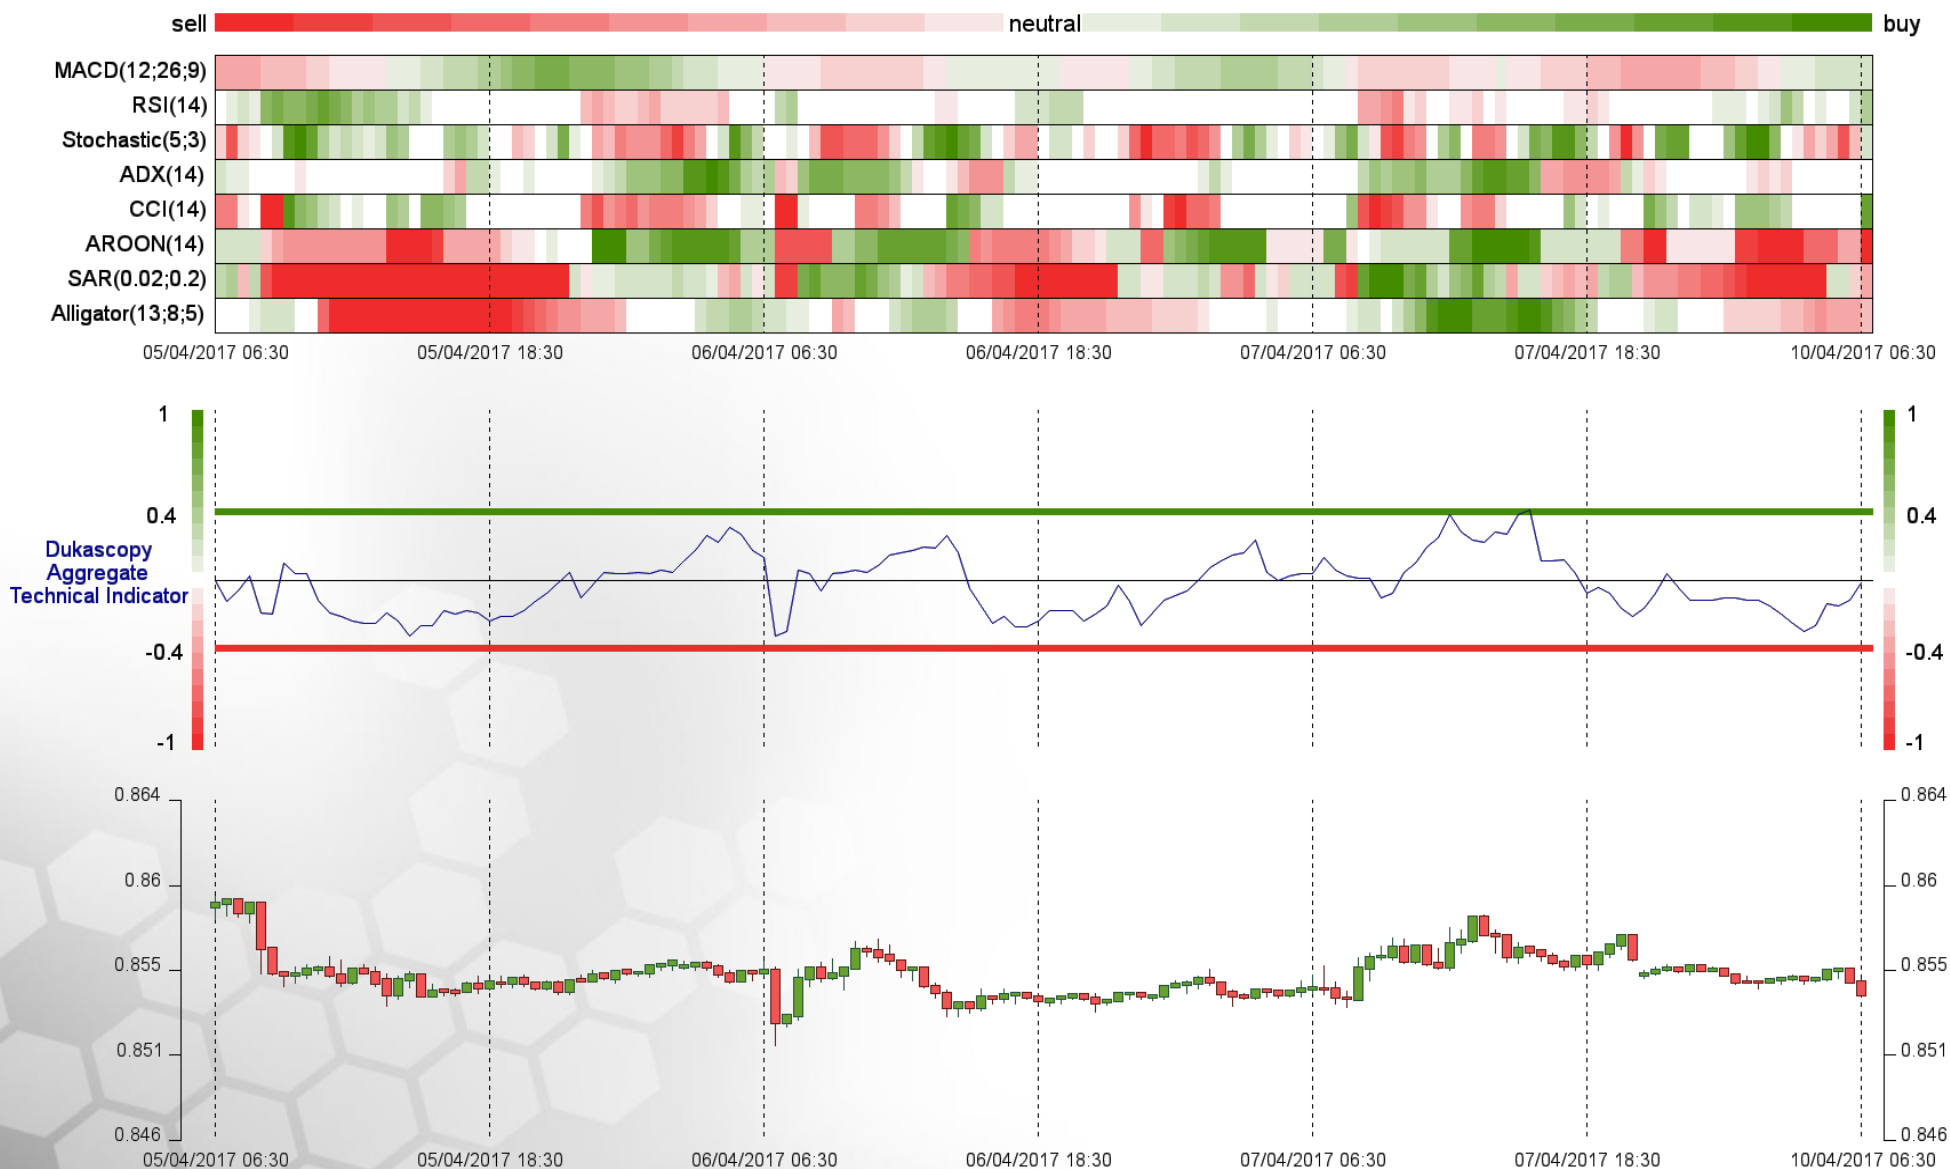 sell neutral buy
MACD(12;26;9)
RSI(14)
Stochastic(5;3)
ADX(14)
CCI(14)
AROON(14)
SAR(0.02;0.2)
Alligator(13;8;5)
05/04/2017 06:30 05/04/2017 18:30 06/04/2017 06:30 06/04/2017 18:30 07/04/2017 06:30 07/04/2017 18:30 10/04/2017 06:30
1 1
0.4 0.4
Dukascopy
Aggregate
Technical Indicator
-0.4 -0.4
-1 -1
0.864 0.864
0.86 0.86
0.855 0.855
0.851 0.851
0.846 0.846
05/04/2017 06:30 05/04/2017 18:30 06/04/2017 06:30 06/04/2017 18:30 07/04/2017 06:30 07/04/2017 18:30 10/04/2017 06:30